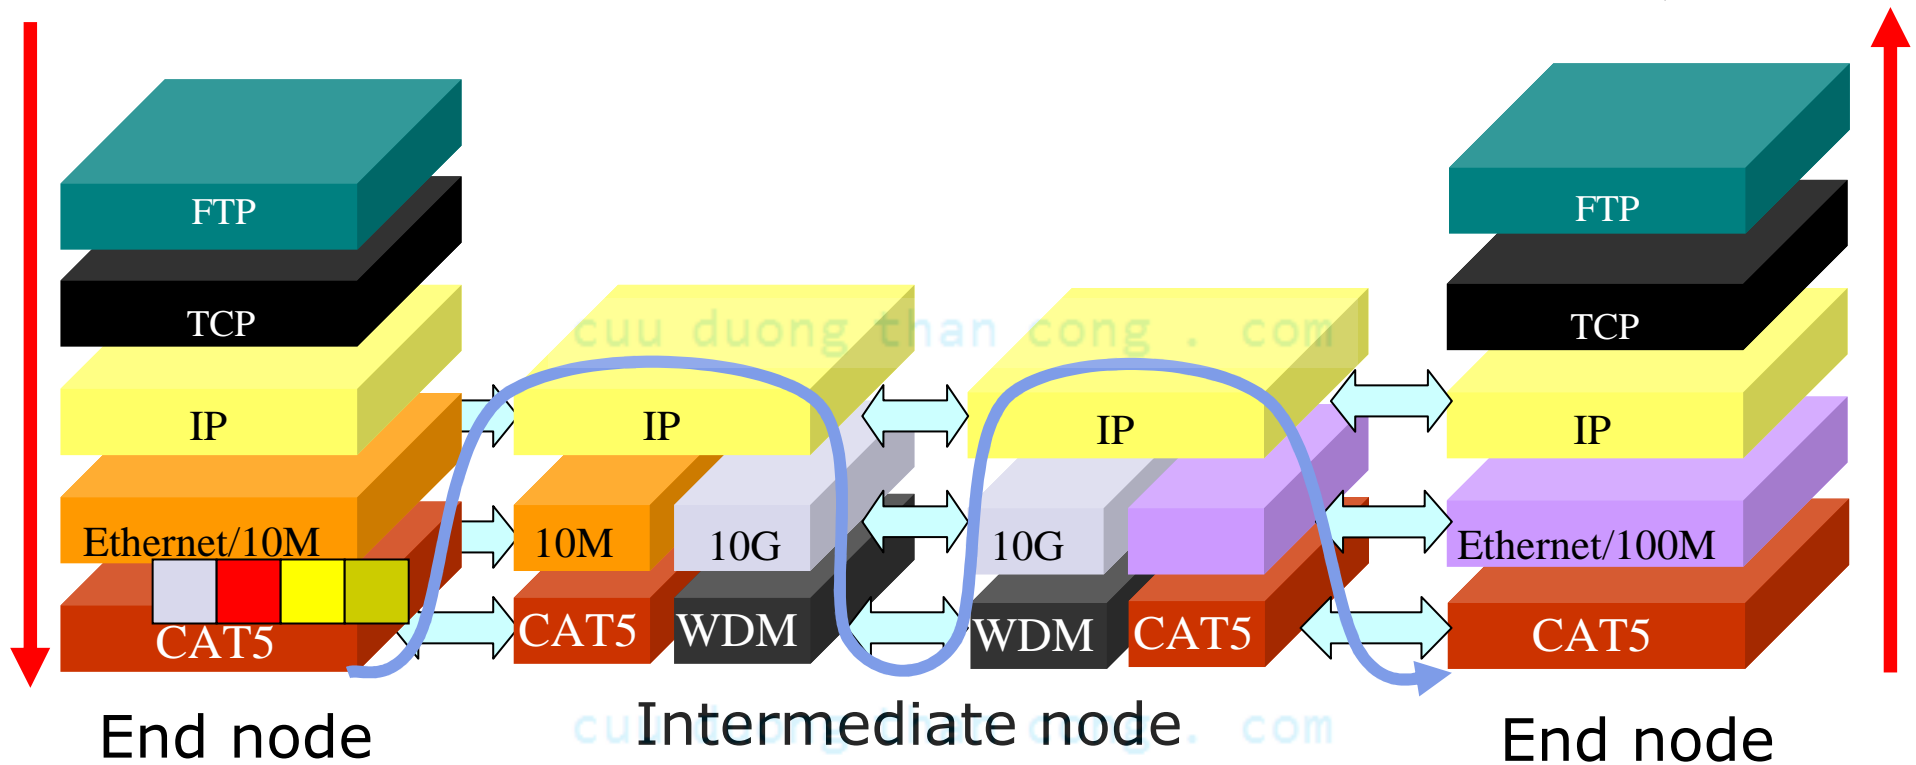 FTP
FTP
TCP
TCP
cuu duong than cong . com
IP
IP
IP
IP
Ethernet/10M
10M
10G
10G
Ethernet/100M
CAT5
CAT5
WDM
WDM
CAT5
CAT5
End node
Intermediate node
End node
cuu duong than cong . com